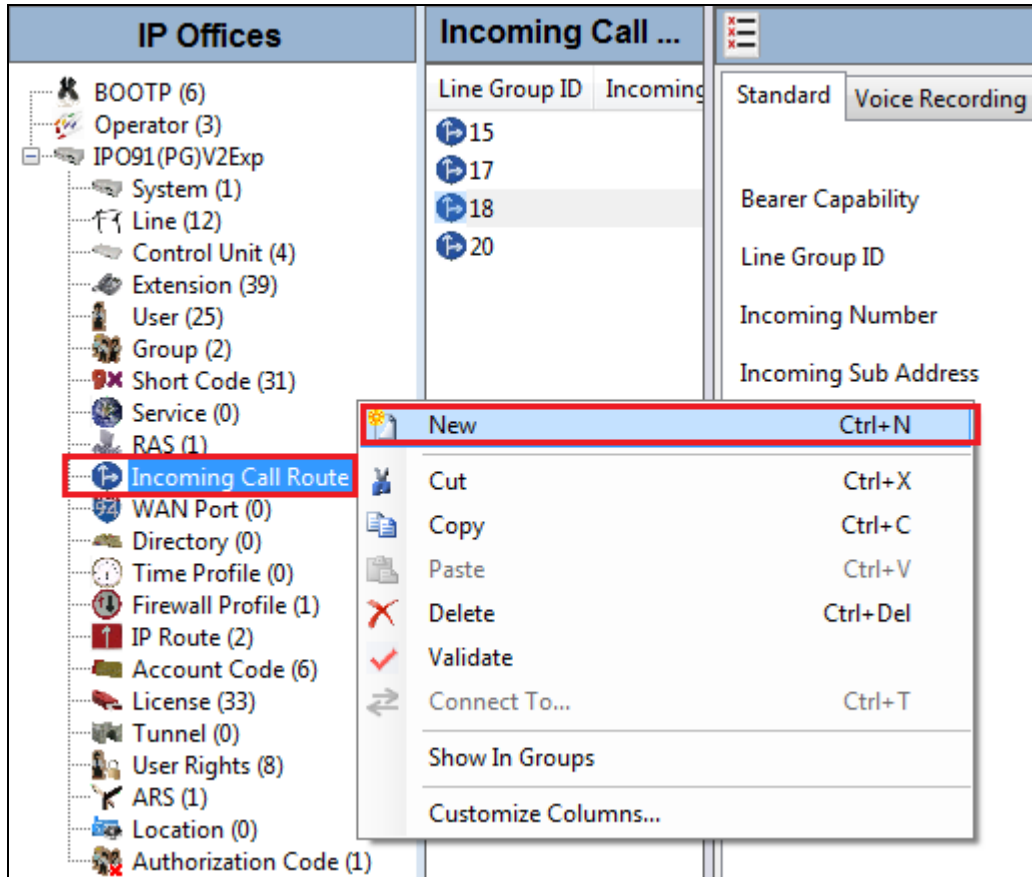 IP Offices
BOOTP (6)
Operator (3)
IPO91(PG)V2Exp
System (1)
Line (12)
Control Unit (4)
Extension (39)
User (25)
Group (2)
Short Code (31)
Service (0)
RAS (1)
Incoming Call Route
WAN Port (0)
Directory (0)
Time Profile (0)
Firewall Profile (1)
IP Route (2)
Account Code (6)
License (33)
Tunnel (0)
User Rights (8)
ARS (1)
Location (0)
Authorization Code (1)
Incoming Call ...
Line Group ID Incoming
15
17
18
20
Standard Voice Recording
Bearer Capability
Line Group ID
Incoming Number
Incoming Sub Address
New Ctrl+N
Cut Ctrl+X
Copy Ctrl+C
Paste Ctrl+V
Delete Ctrl+Del
Validate
Connect To... Ctrl+T
Show In Groups
Customize Columns...